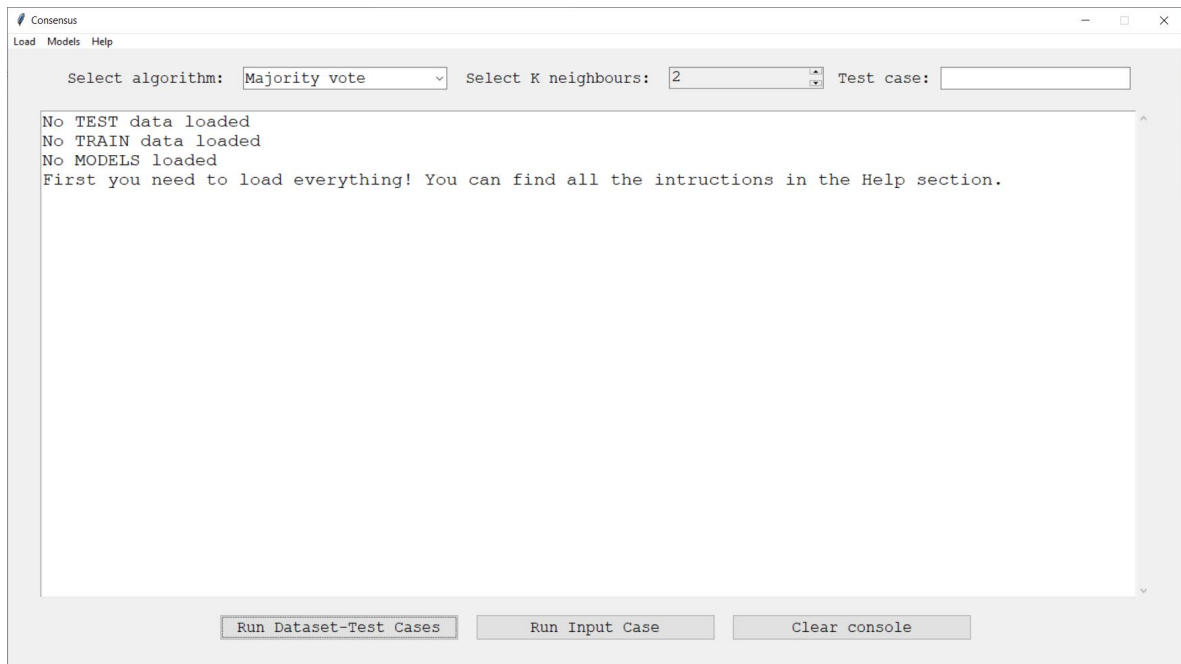 Consensus
Load Models Help
Select algorithm: Majority vote Select K neighbours: 2 Test case:
No TEST data loaded
No TRAIN data loaded
No MODELS loaded
First you need to load everything! You can find all the intructions in the Help section.
Run Dataset-Test Cases Run Input Case Clear console